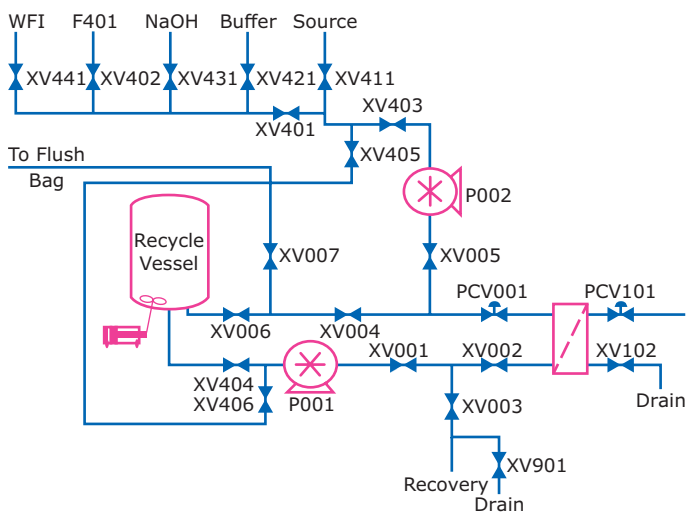 WFI F401 NaOH Buffer Source
XV441 XV402 XV431 XV421 XV411
XV403
XV401
XV405
To Flush
Bag
P002
Recycle
Vessel
XV007 XV005
PCV001 PCV101
XV006 XV004
XV001 XV002 XV102
XV404
XV406 P001
XV003 Drain
XV901
Recovery
Drain